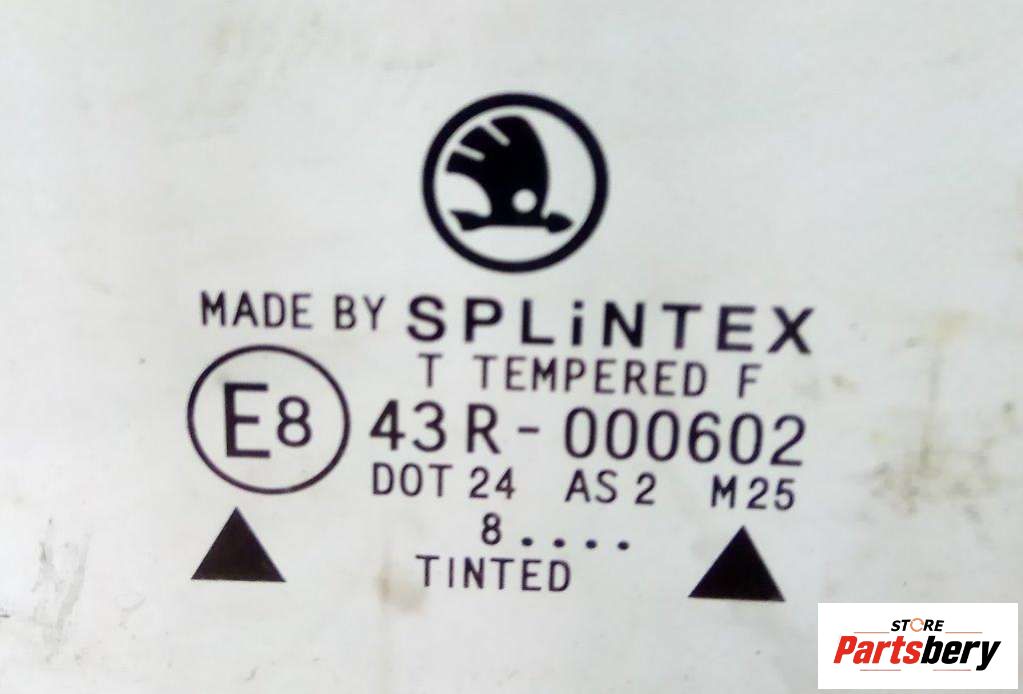 MADE BY SPLiNTEX
T TEMPERED F
E8 43R-000602
DOT 24 AS 2 M25
8....
TINTED
STORE
Partsbery